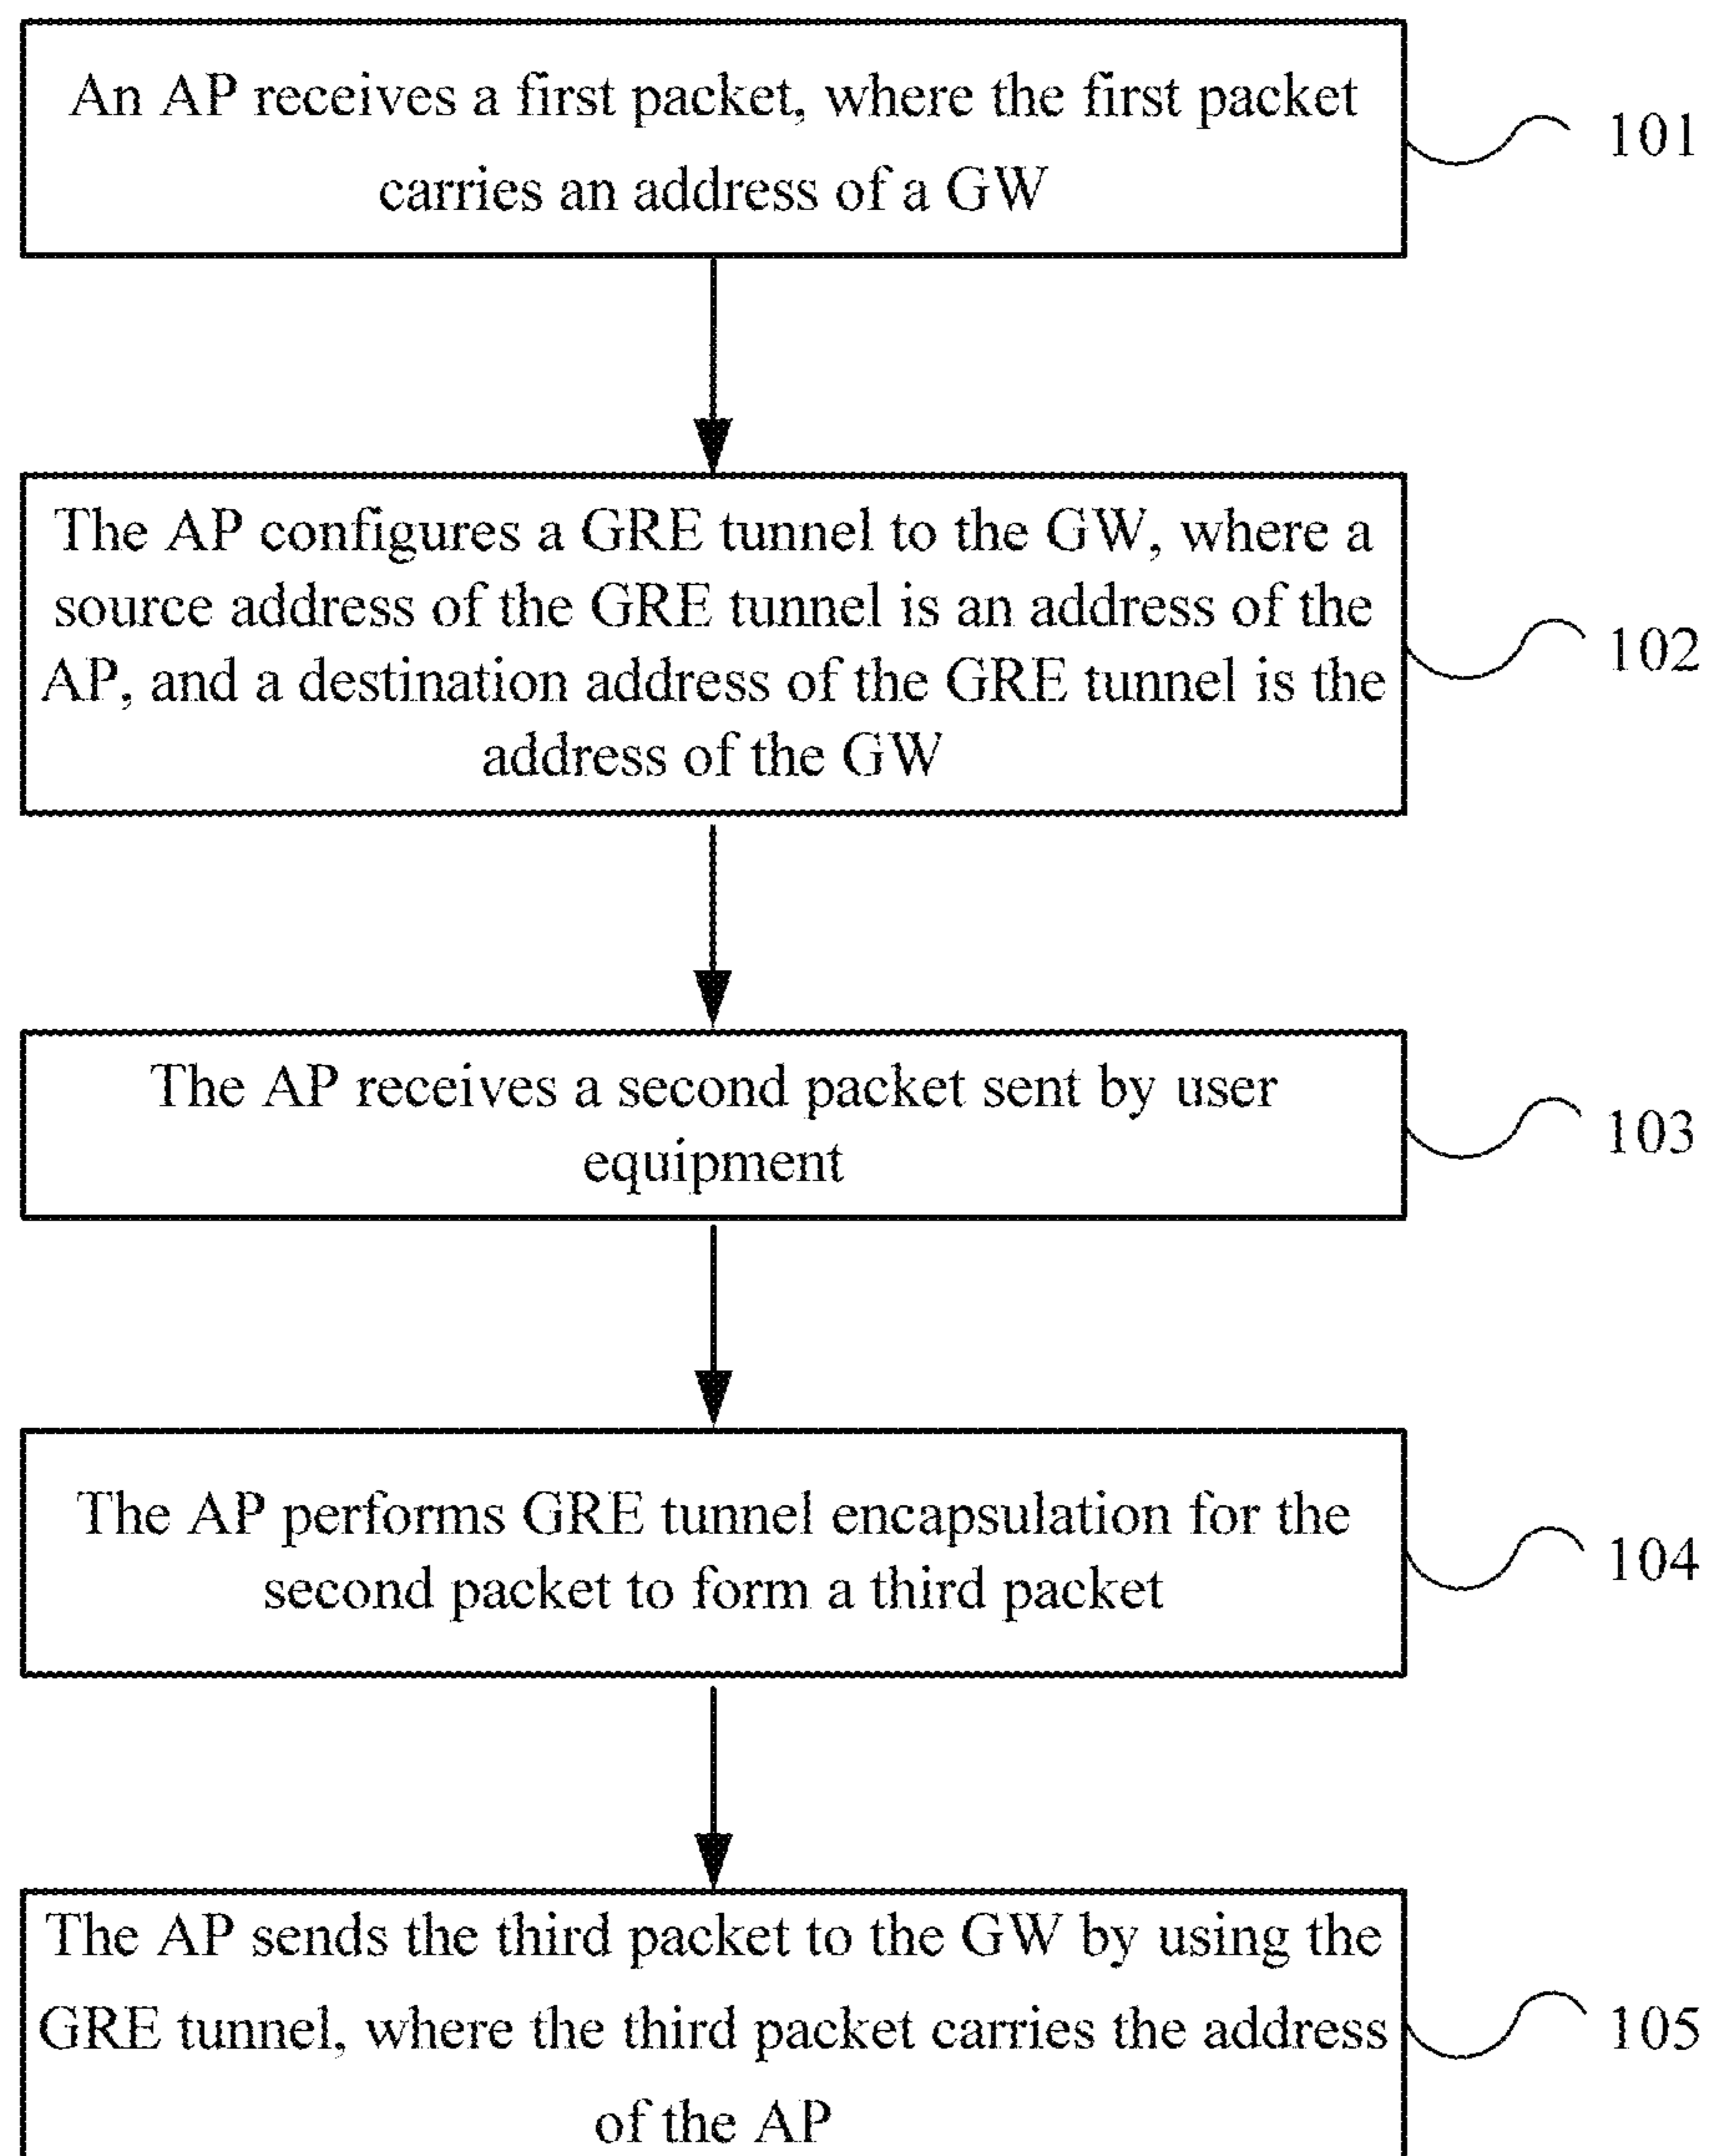 An AP receives a first packet, where the first packet
carries an address of a GW
101
The AP configures a GRE tunnel to the GW, where a
source address of the GRE tunnel is an address of the
AP, and a destination address of the GRE tunnel is the
address of the GW
102
The AP receives a second packet sent by user
equipment
103
The AP performs GRE tunnel encapsulation for the
second packet to form a third packet
104
The AP sends the third packet to the GW by using the
GRE tunnel, where the third packet carries the address
of the AP
105